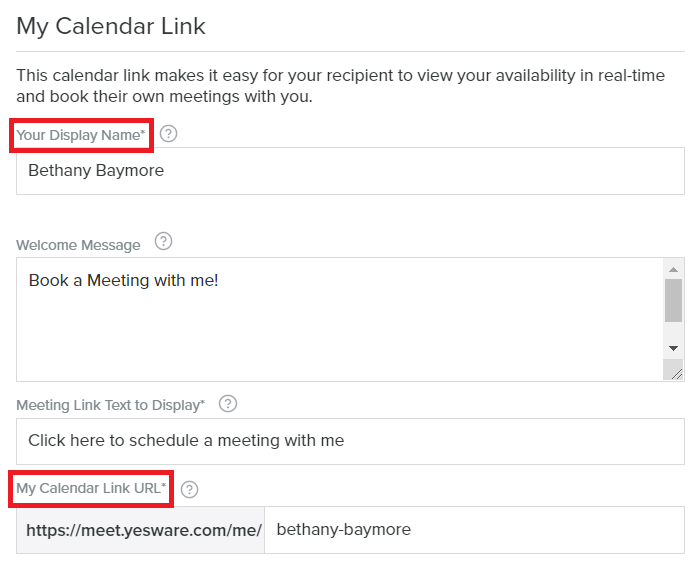 My Calendar Link
This calendar link makes it easy for your recipient to view your availability in real-time
and book their own meetings with you.
Your Display Name* ?
Bethany Baymore
Welcome Message ?
Book a Meeting with me!
Meeting Link Text to Display* ?
Click here to schedule a meeting with me
My Calendar Link URL* ?
https://meet.yesware.com/me/ bethany-baymore